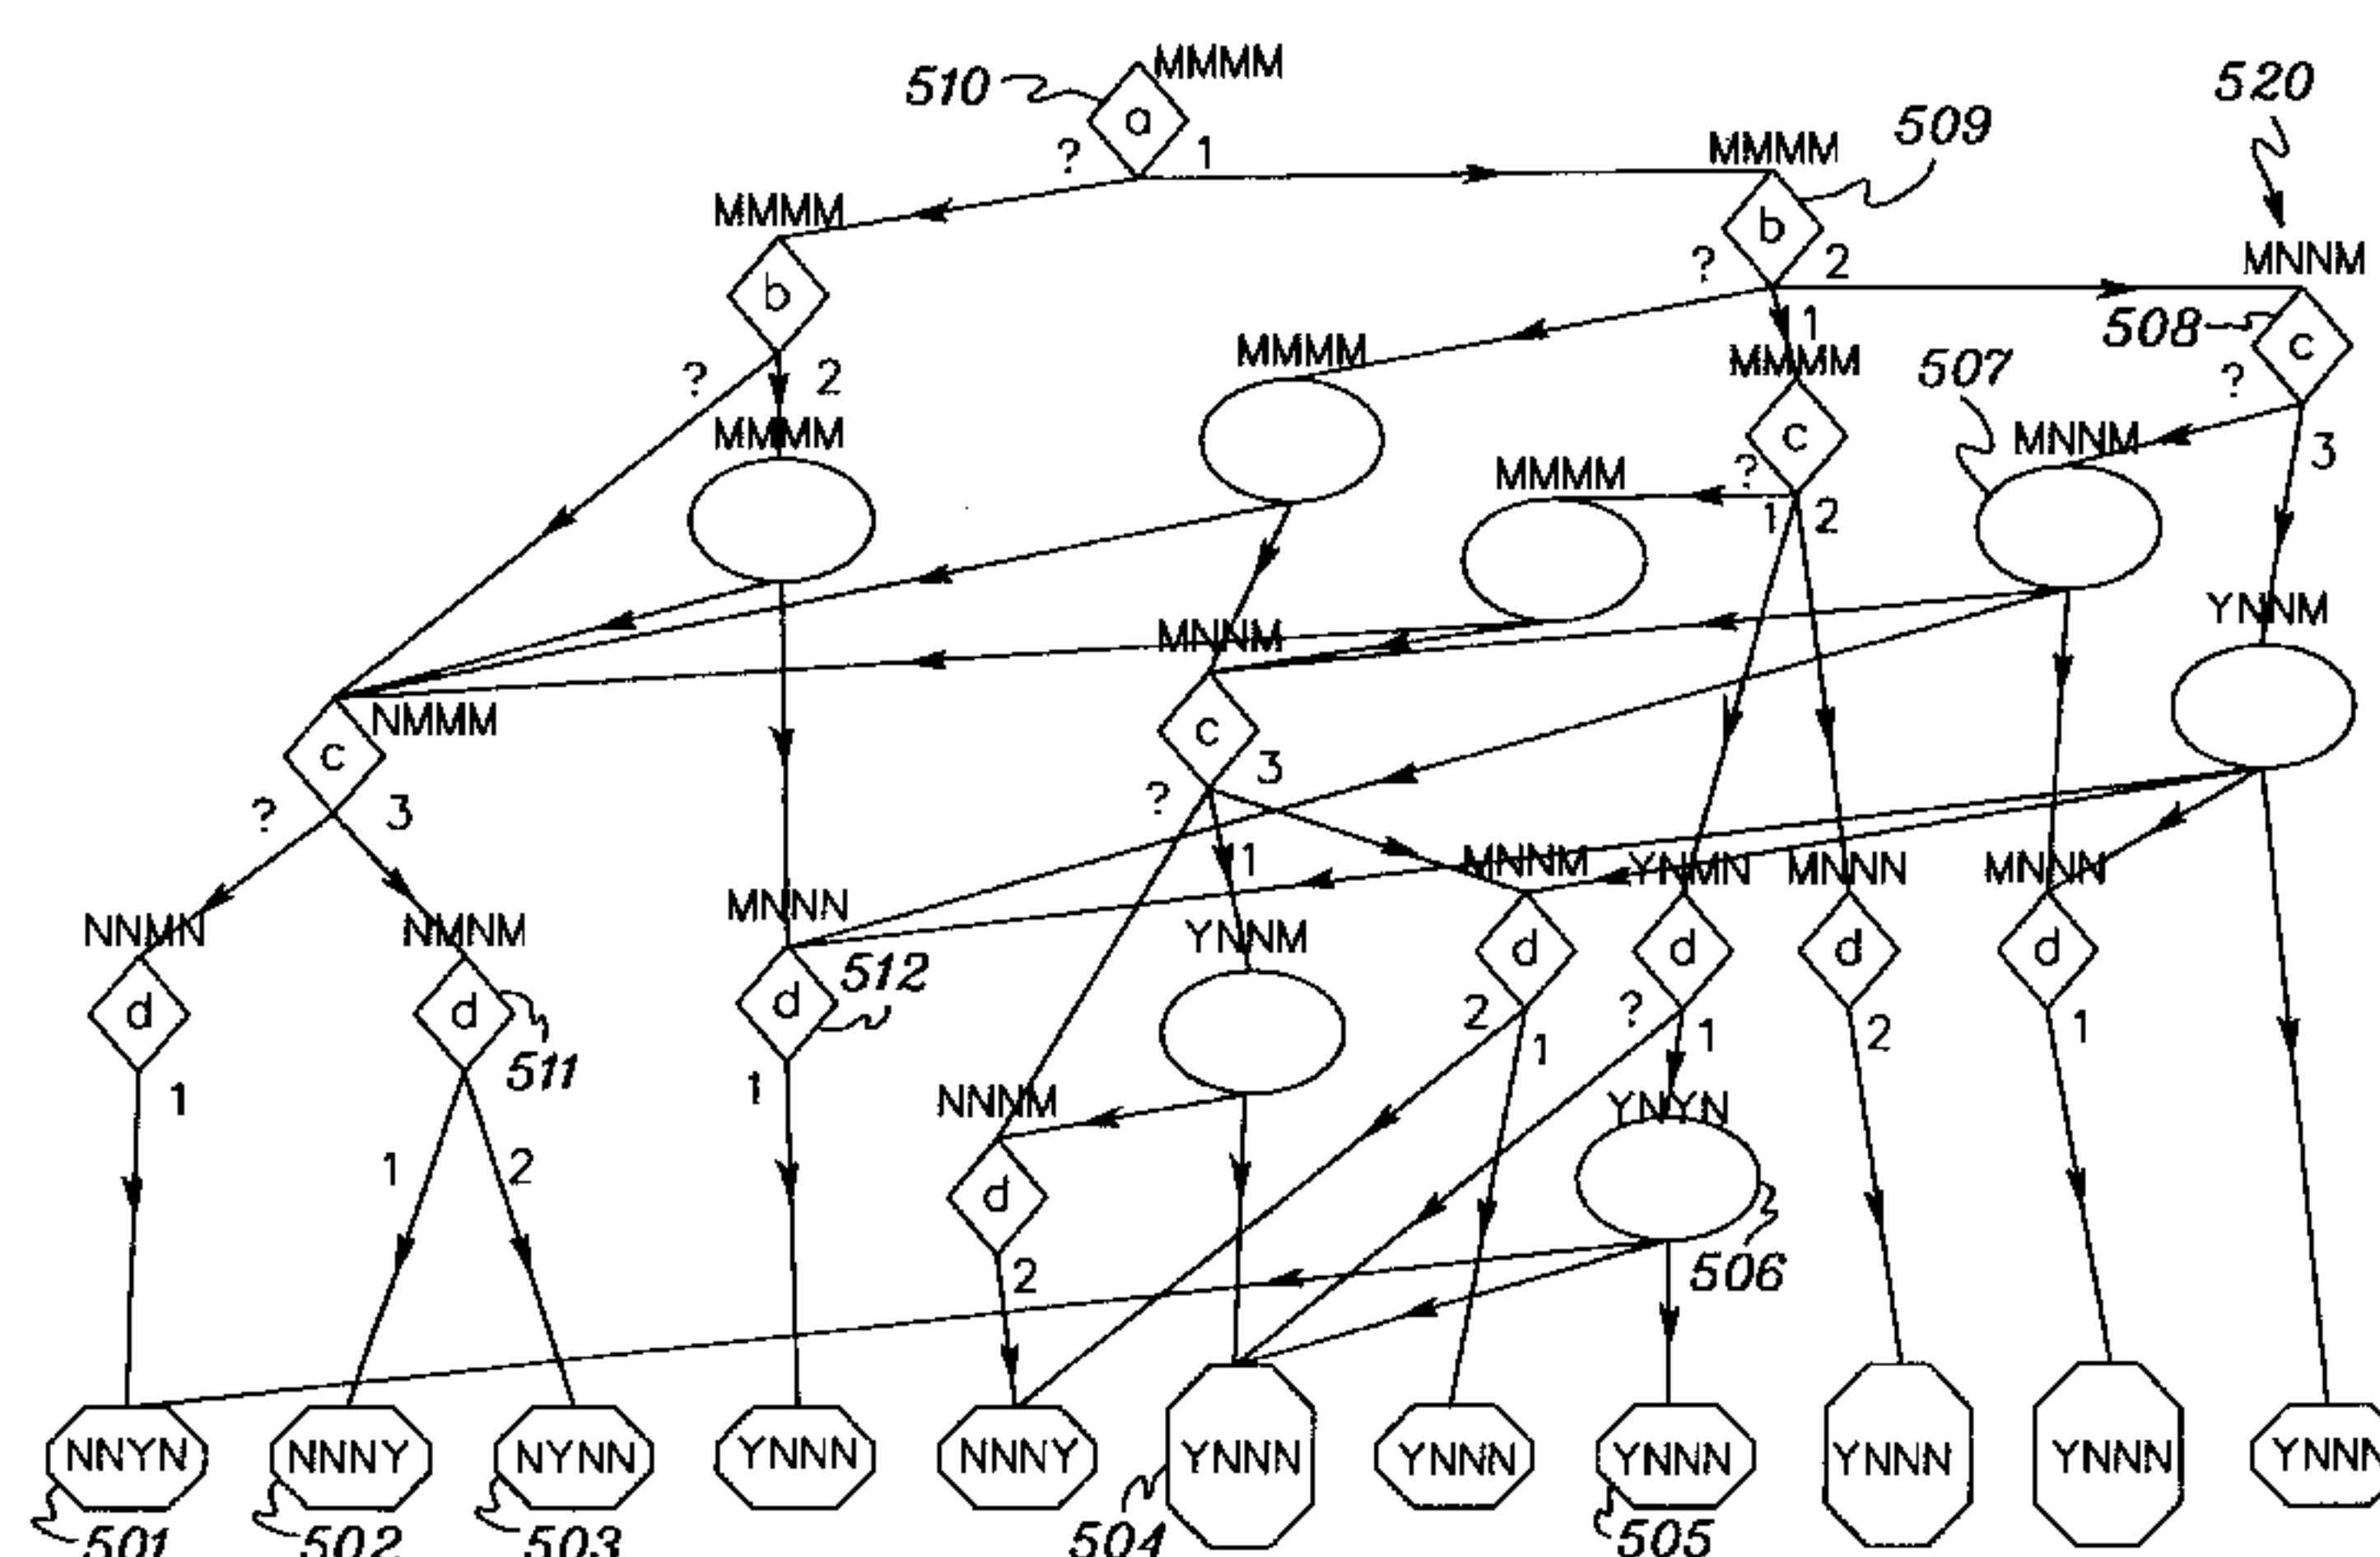 510 MMMM 520
a 509
? 1 MMMM
MMMM b MNNM
b ? 2 508
? 2 MMMM 1 507 c
MMMM MMMM ? 3
c MNNM
MMMM ? 1 2
MNNM YNNM
NMMM
c c
? 3 ? 3
1 MNNM YNMN MNNN MNNN
NNMN NMNM MNNN YNNM
d d d d
d d d 512
511 2 1 ? 1 2 1
1 1 NNNM YNYN
1 2 d
2 506
NNYN NNNY NYNN YNNN NNNY YNNN YNNN YNNN YNNN YNNN YNNN
501 502 503 504 505